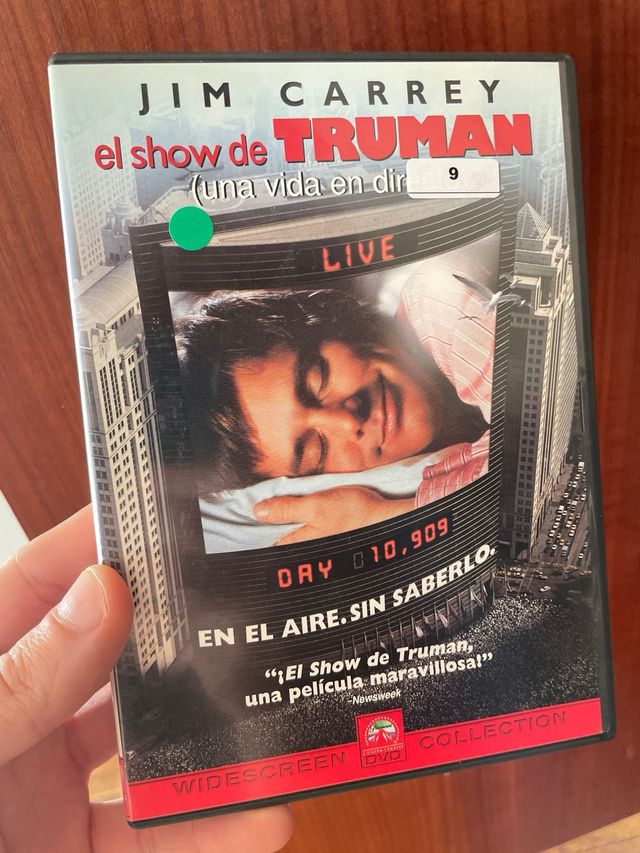 JIM CARREY
el show de TRUMAN
(una vida en dir
9
LIVE
DAY 10,909
EN EL AIRE. SIN SABERLO.
“¡El Show de Truman,
una película maravillosa!”
-Newsweek
WIDESCREEN DVD COLLECTION